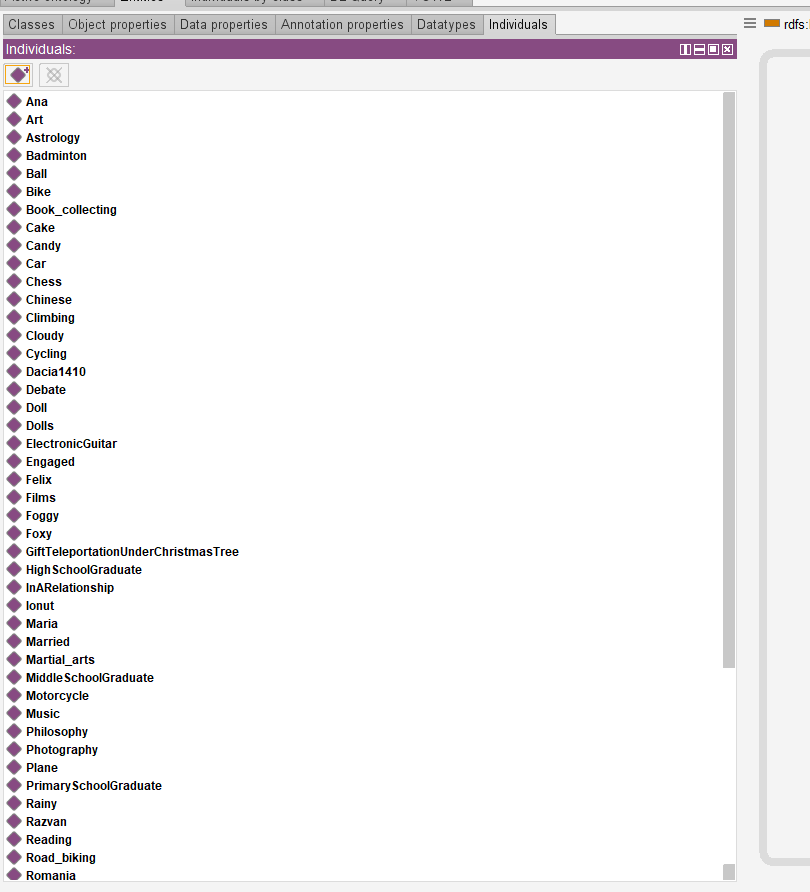 Classes Object properties Data properties Annotation properties Datatypes Individuals
rdfs:
Individuals:
Ana
Art
Astrology
Badminton
Ball
Bike
Book_collecting
Cake
Candy
Car
Chess
Chinese
Climbing
Cloudy
Cycling
Dacia1410
Debate
Doll
Dolls
ElectronicGuitar
Engaged
Felix
Films
Foggy
Foxy
GiftTeleportationUnderChristmasTree
HighSchoolGraduate
InARelationship
Ionut
Maria
Married
Martial_arts
MiddleSchoolGraduate
Motorcycle
Music
Philosophy
Photography
Plane
PrimarySchoolGraduate
Rainy
Razvan
Reading
Road_biking
Romania